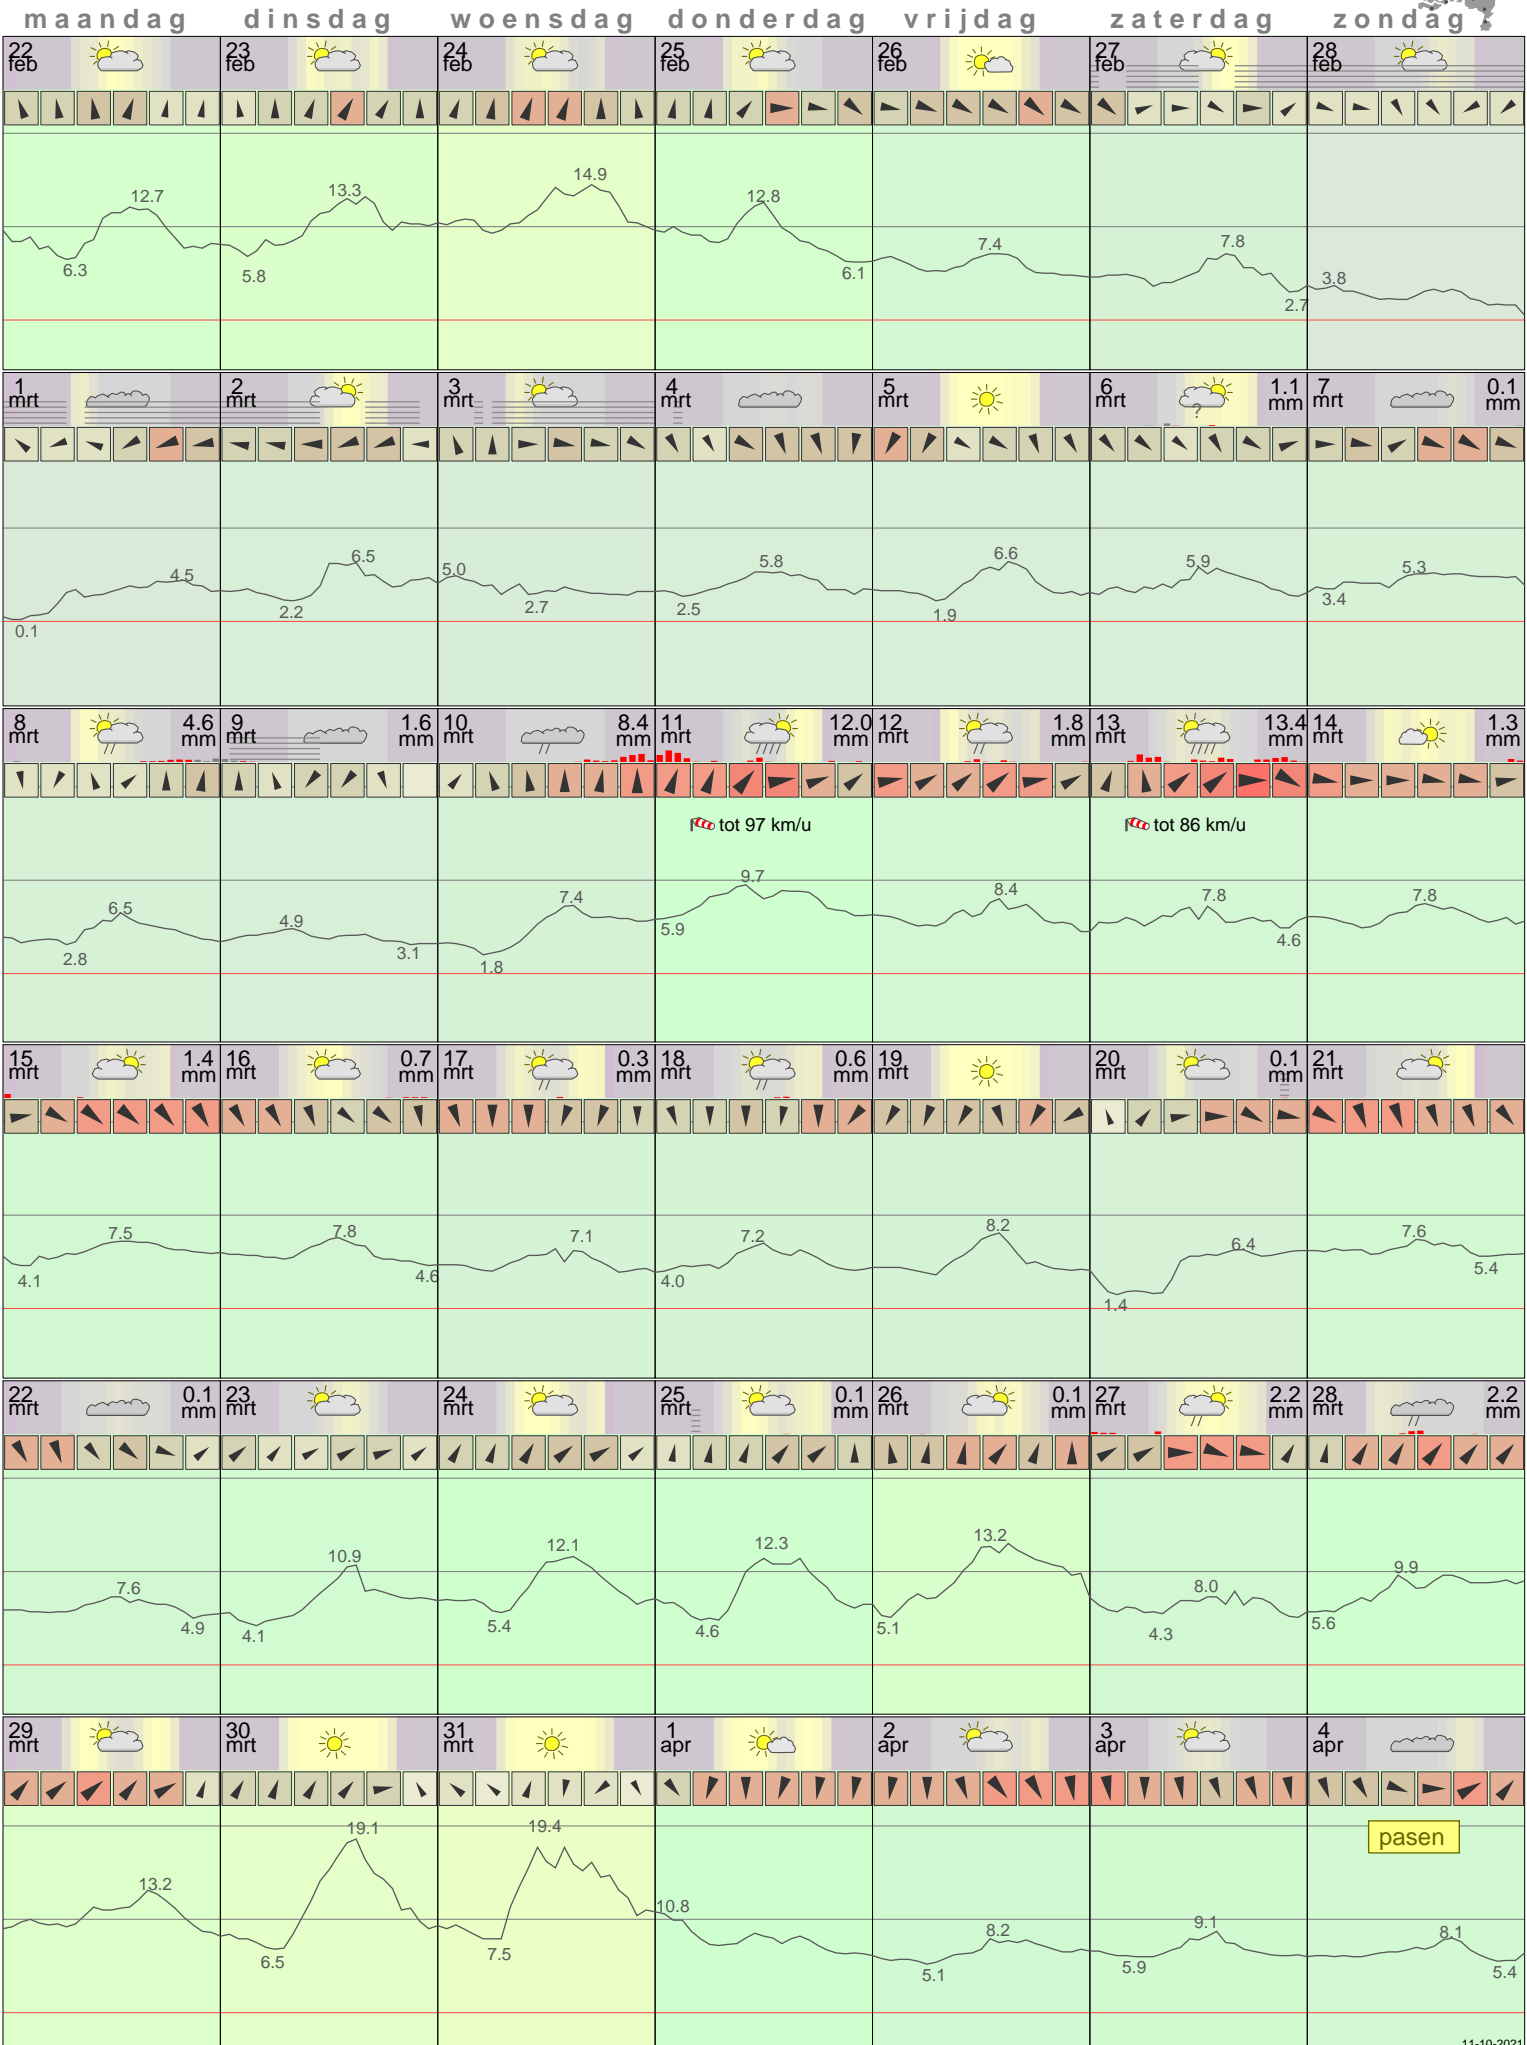 maandag dinsdag woensdag donderdag vrijdag zaterdag zondag
22 23 24 25 26 27 28
feb feb feb feb feb feb feb
14.9
12.7 13.3 12.8
7.4 7.8
6.3 5.8 6.1 3.8
2.7
1 2 3 4 5 6 1.1 7 0.1
mrt mrt mrt mrt mrt mrt mm mrt mm
?
4.5 6.5 5.0 5.8 6.6 5.9 5.3
0.1 2.2 2.7 2.5 1.9 3.4
8 4.6 9 1.6 10 8.4 11 12.0 12 1.8 13 13.4 14 1.3
mrt mm mrt mm mrt mm mrt mm mrt mm mrt mm mrt mm
tot 97 km/u tot 86 km/u
6.5 4.9 7.4 9.7 8.4 7.8 7.8
2.8 3.1 1.8 5.9 4.6
15 1.4 16 0.7 17 0.3 18 0.6 19 20 0.1 21
mrt mm mrt mm mrt mm mrt mm mrt mrt mm mrt
7.5 7.8 7.1 7.2 8.2 6.4 7.6
4.1 4.6 4.0 1.4 5.4
22 0.1 23 24 25 0.1 26 0.1 27 2.2 28 2.2
mrt mm mrt mrt mrt mm mrt mm mrt mm mrt mm
7.6 10.9 12.1 12.3 13.2 8.0 9.9
4.9 4.1 5.4 4.6 5.1 4.3 5.6
29 30 31 1 2 3 4
mrt mrt mrt apr apr apr apr
pasen
13.2 19.1 19.4 10.8 8.2 9.1 8.1
6.5 7.5 5.1 5.9 5.4
11-10-2021